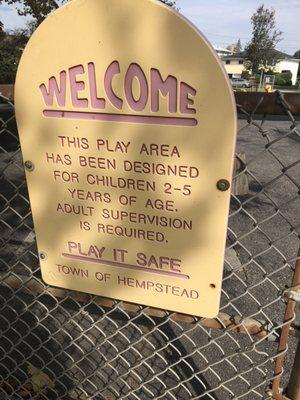 WELCOME
THIS PLAY AREA
HAS BEEN DESIGNED
FOR CHILDREN 2-5
YEARS OF AGE.
ADULT SUPERVISION
IS REQUIRED.
PLAY IT SAFE
TOWN OF HEMPSTEAD